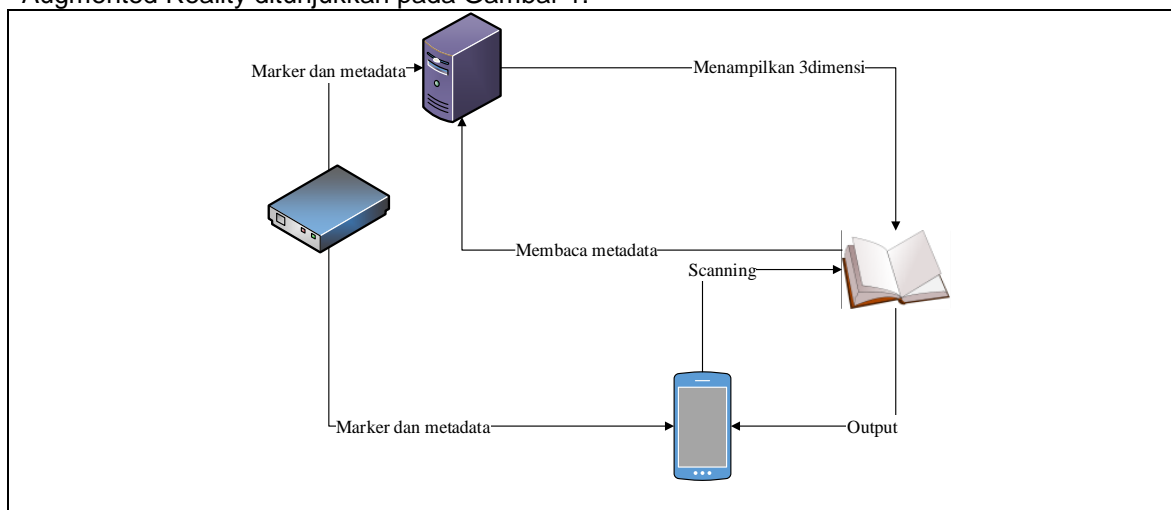 Augmented Reality ditunjukkan pada Gambar 1.
Marker dan metadata
Menampilkan 3dimensi
Membaca metadata
Scanning
Marker dan metadata
Output